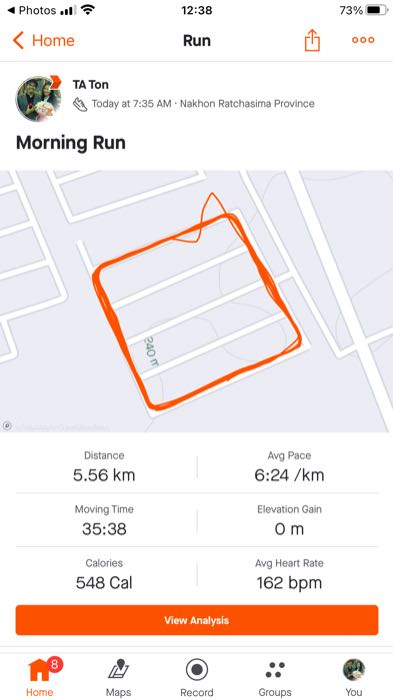 Photos
12:38
73%
Home
Run
TA Ton
Today at 7:35 AM · Nakhon Ratchasima Province
Morning Run
240 m
Distance
Avg Pace
5.56 km
6:24 /km
Moving Time
Elevation Gain
35:38
0 m
Calories
Avg Heart Rate
548 Cal
162 bpm
View Analysis
8
Home
Maps
Record
Groups
You